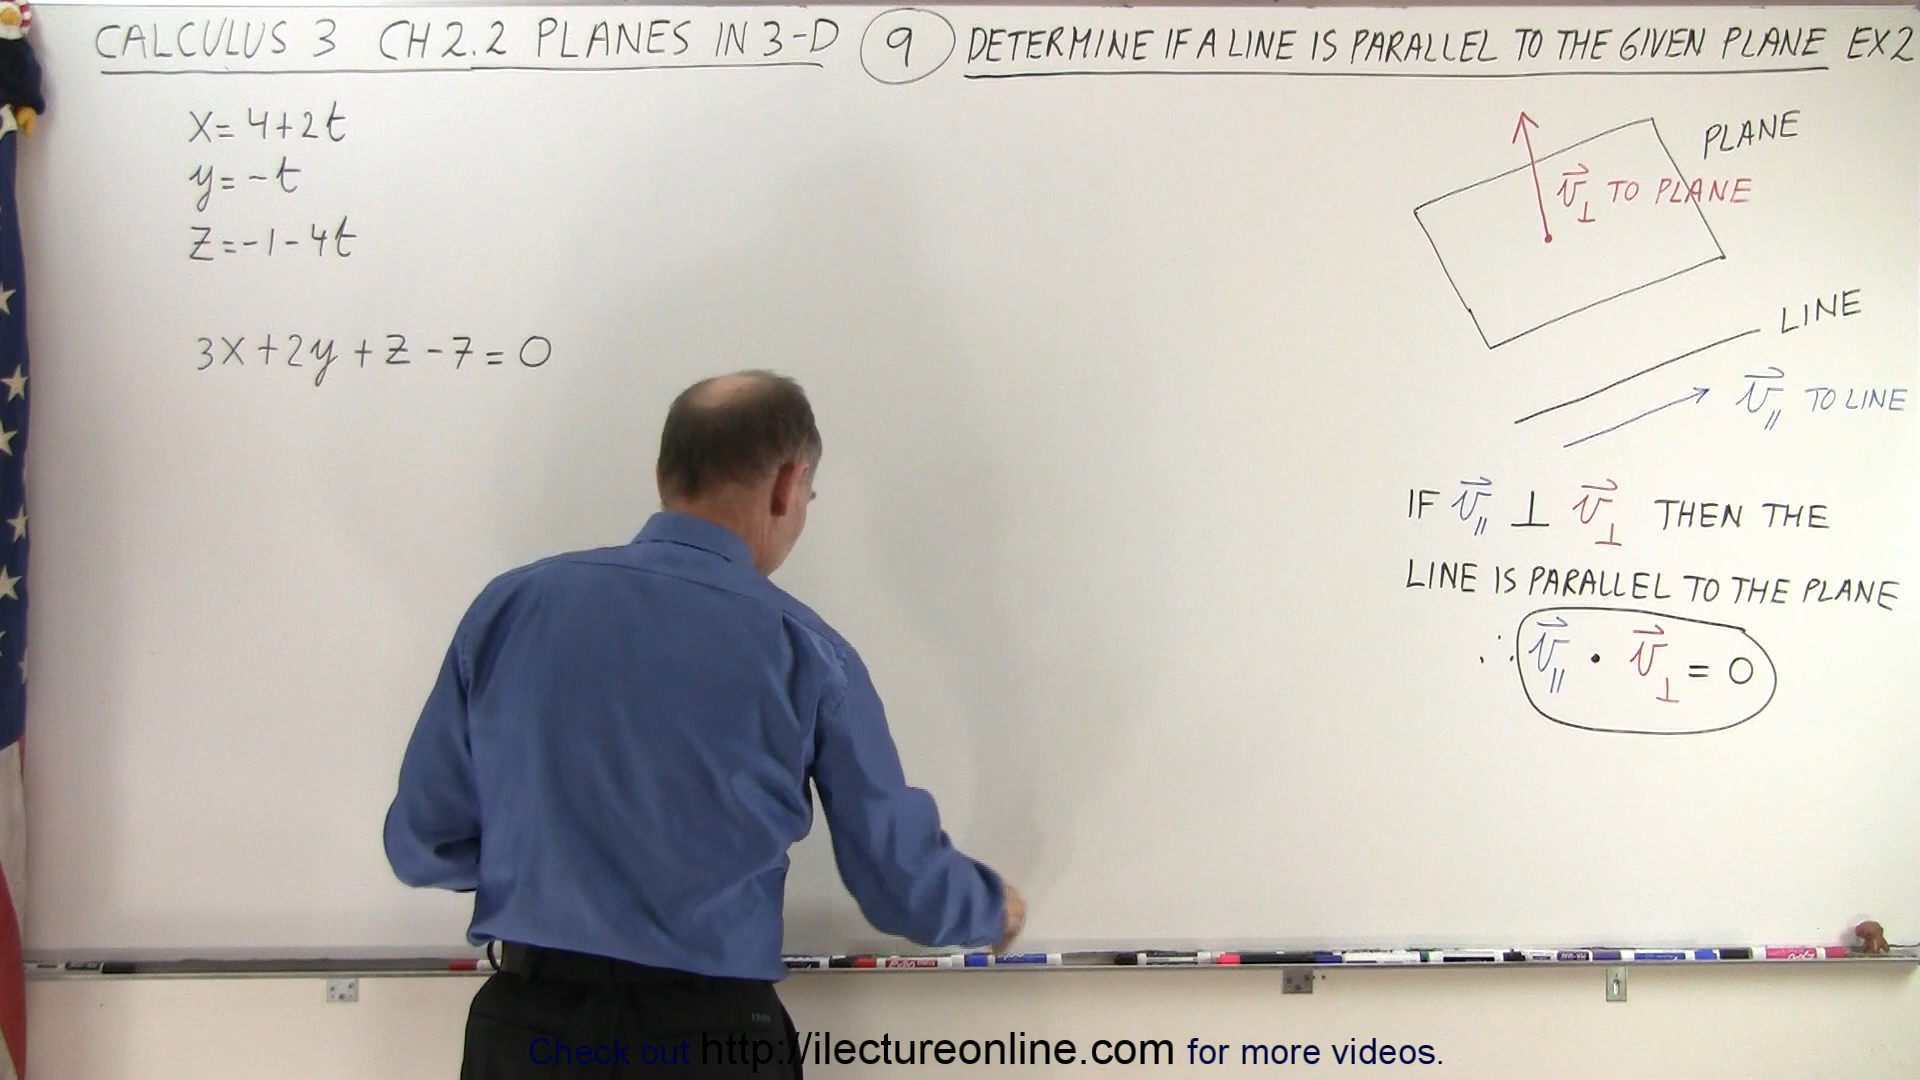 CALCULUS 3 CH 2.2 PLANES IN 3-D 9 DETERMINE IF A LINE IS PARALLEL TO THE GIVEN PLANE EX 2
x = 4+2t
y = -t
z = -1-4t
3x+2y+z-7=0
PLANE
v⃗⊥ TO PLANE
LINE
v⃗∥ TO LINE
IF v⃗∥ ⊥ v⃗⊥ THEN THE
LINE IS PARALLEL TO THE PLANE
∴ v⃗∥ • v⃗⊥ = 0
Check out http://ilectureonline.com for more videos.